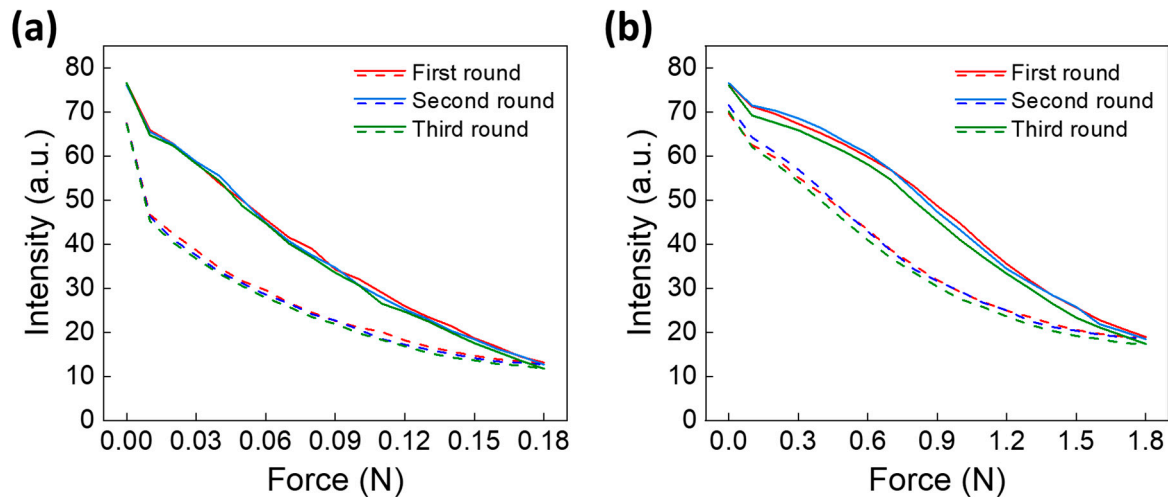 (a)
80
70
60
50
40
30
20
10
0
Intensity (a.u.)
First round
Second round
Third round
0.00 0.03 0.06 0.09 0.12 0.15 0.18
Force (N)
(b)
80
70
60
50
40
30
20
10
0
Intensity (a.u.)
First round
Second round
Third round
0.0 0.3 0.6 0.9 1.2 1.5 1.8
Force (N)